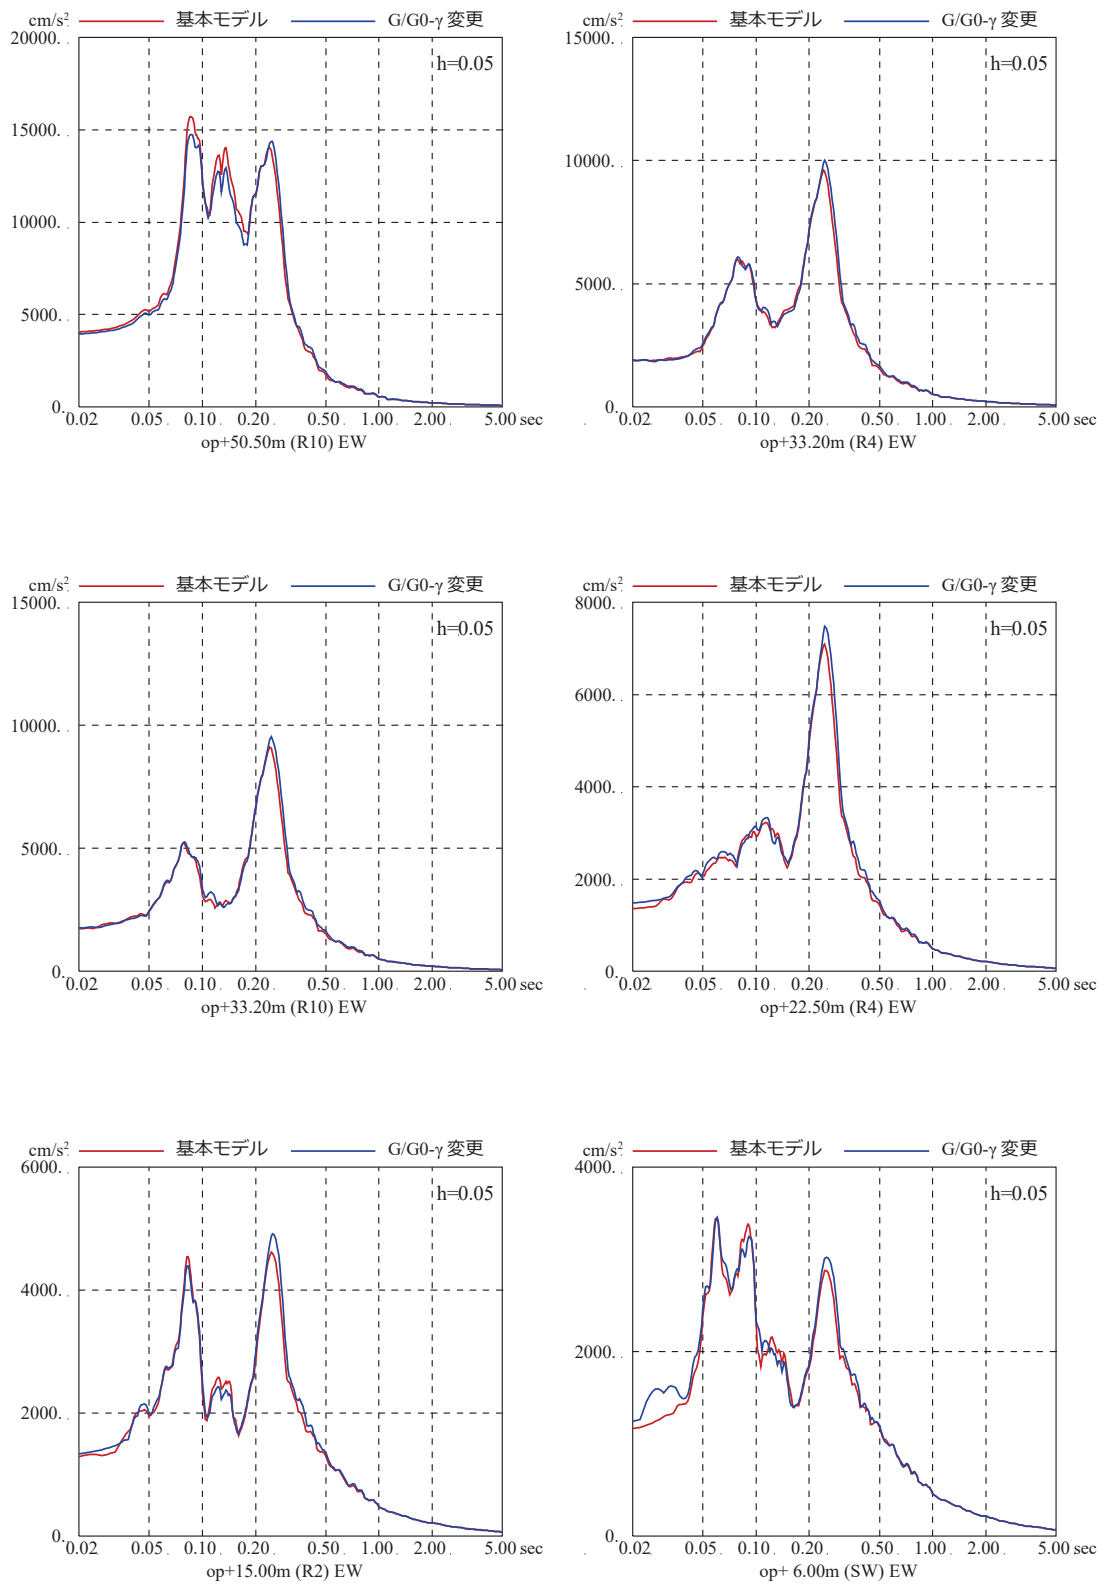 cm/s² 基本モデル G/G0-γ 変更
20000.
h=0.05
15000.
10000.
5000.
0.
0.02 0.05 0.10 0.20 0.50 1.00 2.00 5.00 sec
op+50.50m (R10) EW
cm/s² 基本モデル G/G0-γ 変更
15000.
h=0.05
10000.
5000.
0.
0.02 0.05 0.10 0.20 0.50 1.00 2.00 5.00 sec
op+33.20m (R4) EW
cm/s² 基本モデル G/G0-γ 変更
15000.
h=0.05
10000.
5000.
0.
0.02 0.05 0.10 0.20 0.50 1.00 2.00 5.00 sec
op+33.20m (R10) EW
cm/s² 基本モデル G/G0-γ 変更
8000.
h=0.05
6000.
4000.
2000.
0.
0.02 0.05 0.10 0.20 0.50 1.00 2.00 5.00 sec
op+22.50m (R4) EW
cm/s² 基本モデル G/G0-γ 変更
6000.
h=0.05
4000.
2000.
0.
0.02 0.05 0.10 0.20 0.50 1.00 2.00 5.00 sec
op+15.00m (R2) EW
cm/s² 基本モデル G/G0-γ 変更
4000.
h=0.05
2000.
0.
0.02 0.05 0.10 0.20 0.50 1.00 2.00 5.00 sec
op+ 6.00m (SW) EW